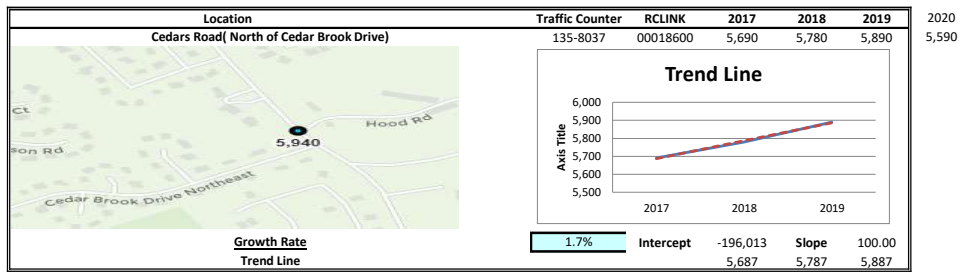 Location Traffic Counter RCLINK 2017 2018 2019 2020
Cedars Road( North of Cedar Brook Drive) 135-8037 00018600 5,690 5,780 5,890 5,590
Ct
Hood Rd
5,940
son Rd
Cedar Brook Drive Northeast
Trend Line
Axis Title
6,000
5,900
5,800
5,700
5,600
5,500
2017 2018 2019
Growth Rate 1.7% Intercept -196,013 Slope 100.00
Trend Line 5,687 5,787 5,887